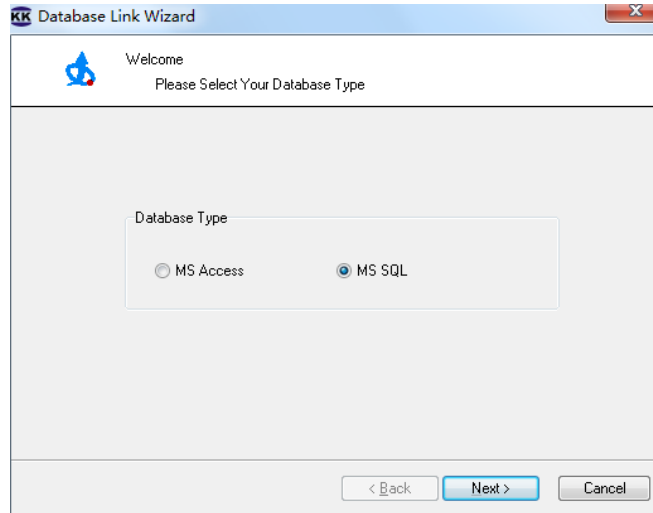 KK Database Link Wizard
Welcome
Please Select Your Database Type
Database Type
MS Access
MS SQL
< Back
Next >
Cancel